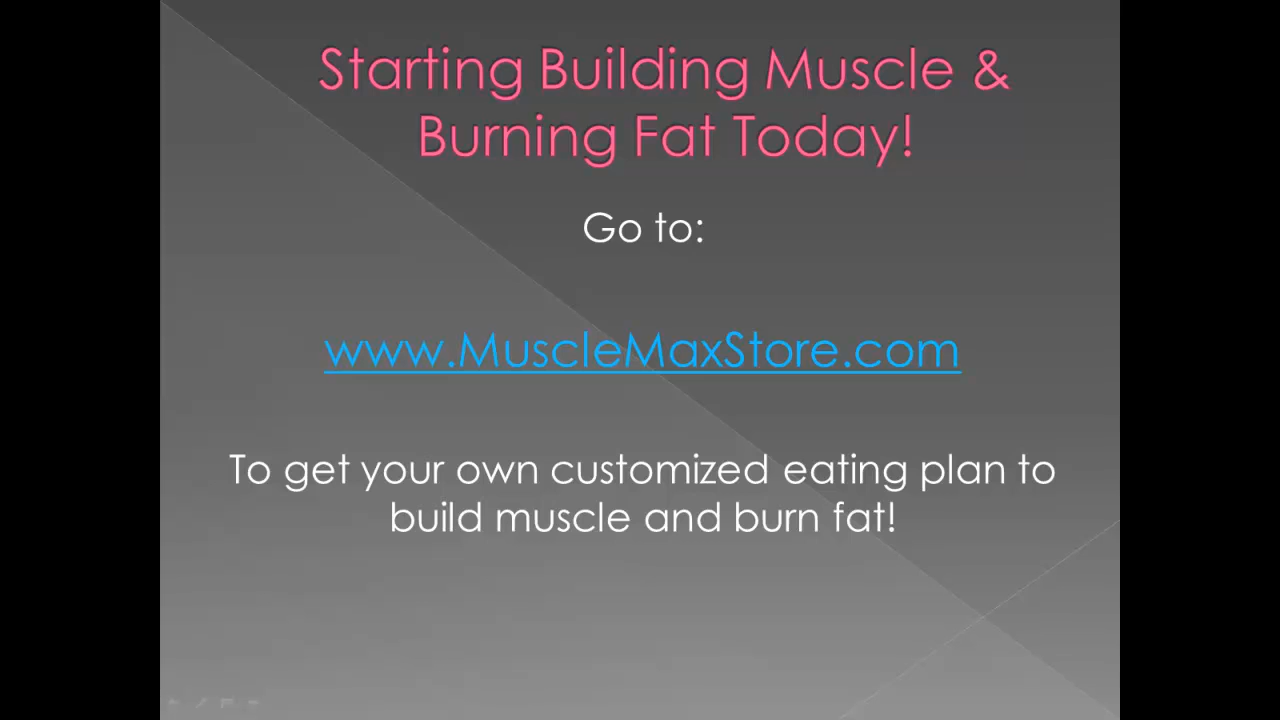 Starting Building Muscle &
Burning Fat Today!
Go to:
www.MuscleMaxStore.com
To get your own customized eating plan to
build muscle and burn fat!